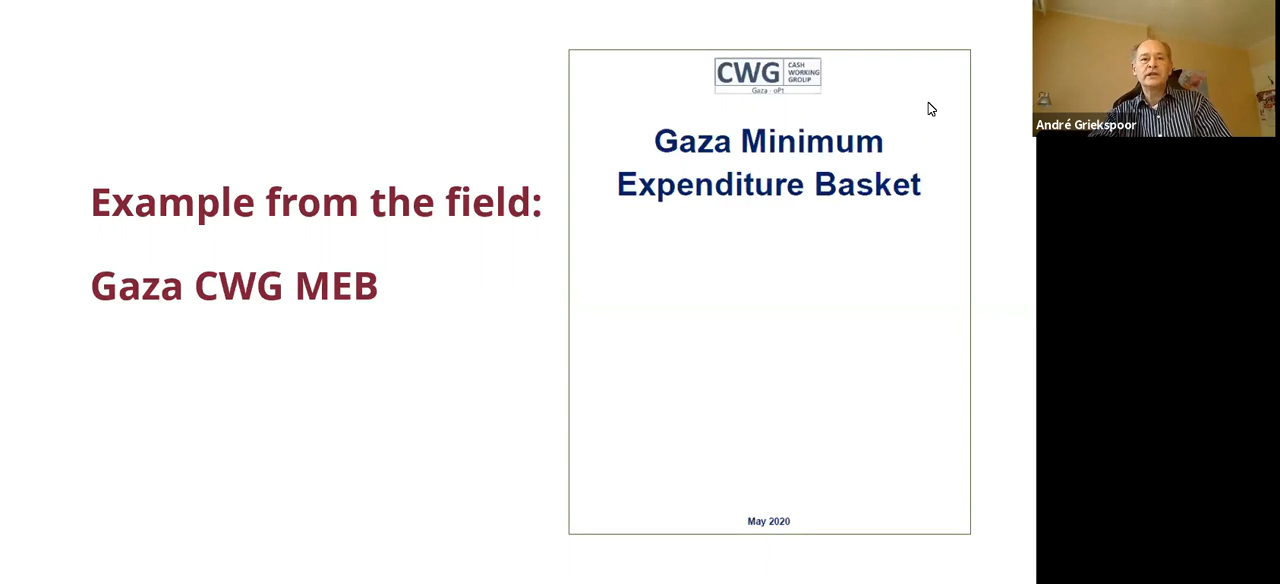 Example from the field:
Gaza CWG MEB
CWG CASH WORKING GROUP
Gaza - oPt
Gaza Minimum
Expenditure Basket
May 2020
André Griekspoor